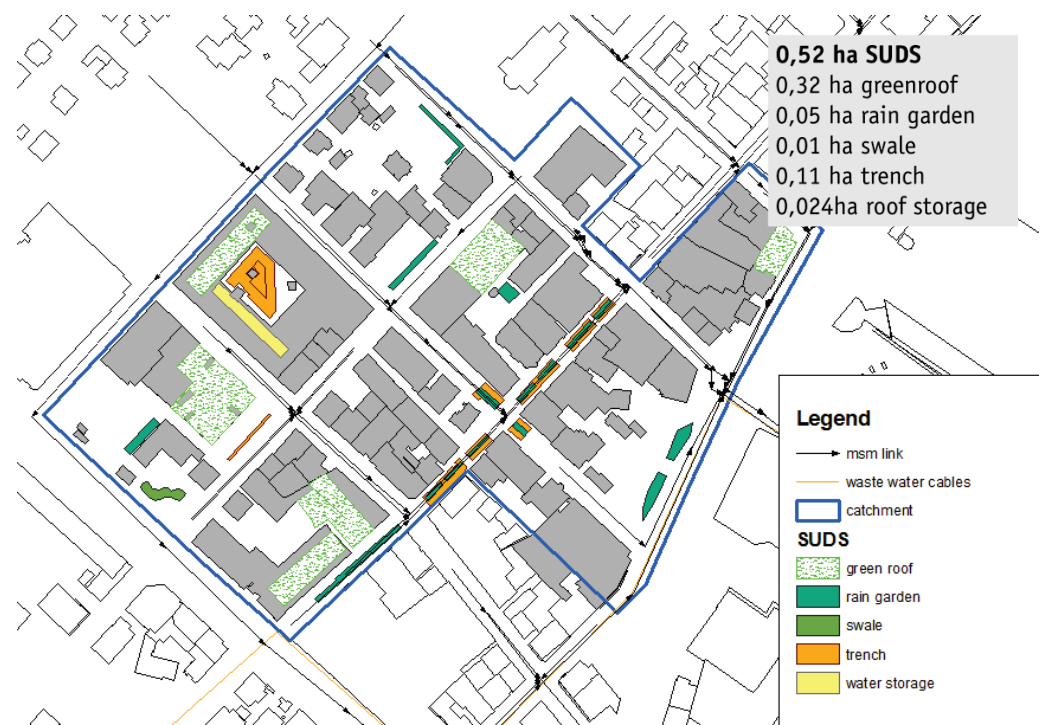 0,52 ha SUDS
0,32 ha greenroof
0,05 ha rain garden
0,01 ha swale
0,11 ha trench
0,024ha roof storage
Legend
msm link
waste water cables
catchment
SUDS
green roof
rain garden
swale
trench
water storage